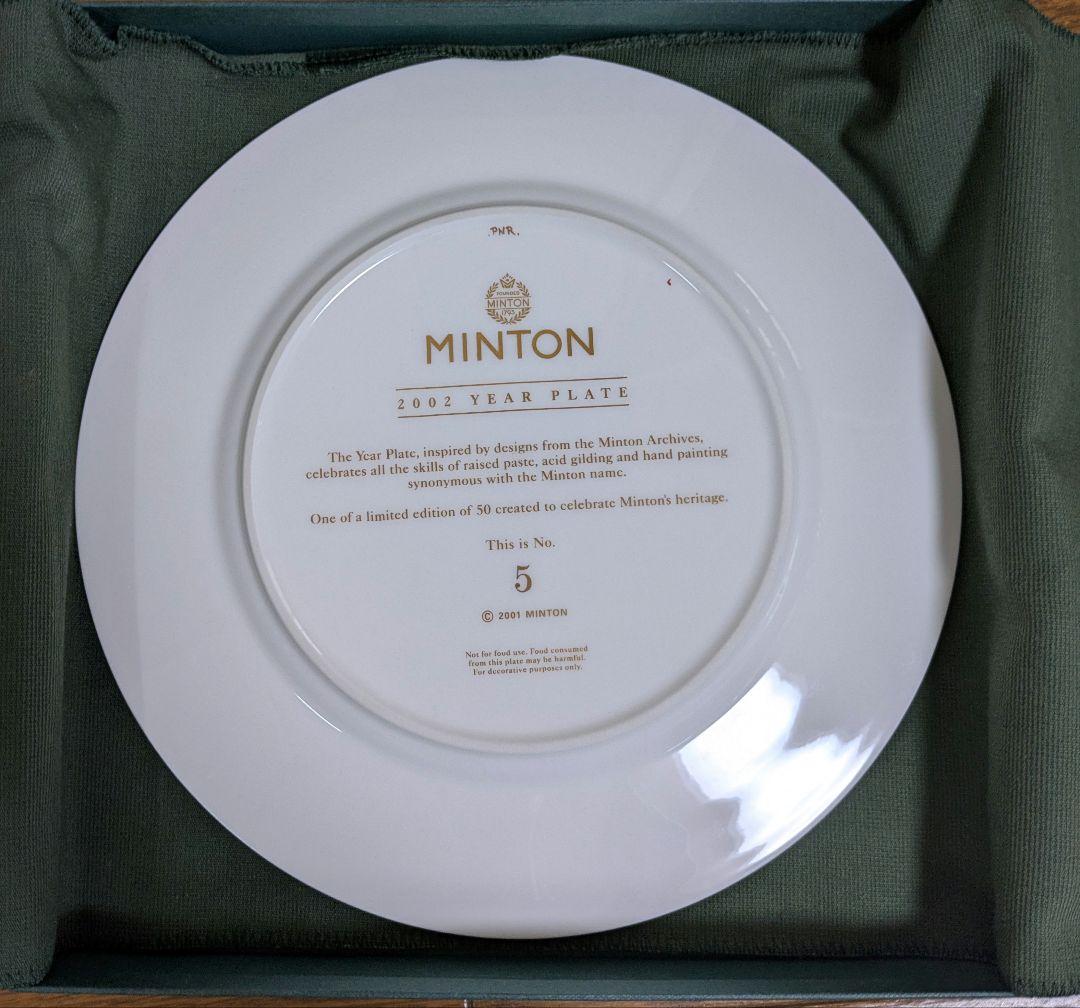 .PNR.
FOUNDED
MINTON
1793
MINTON
2002 YEAR PLATE
The Year Plate, inspired by designs from the Minton Archives,
celebrates all the skills of raised paste, acid gilding and hand painting
synonymous with the Minton name.
One of a limited edition of 50 created to celebrate Minton's heritage.
This is No.
5
© 2001 MINTON
Not for food use. Food consumed
from this plate may be harmful.
For decorative purposes only.